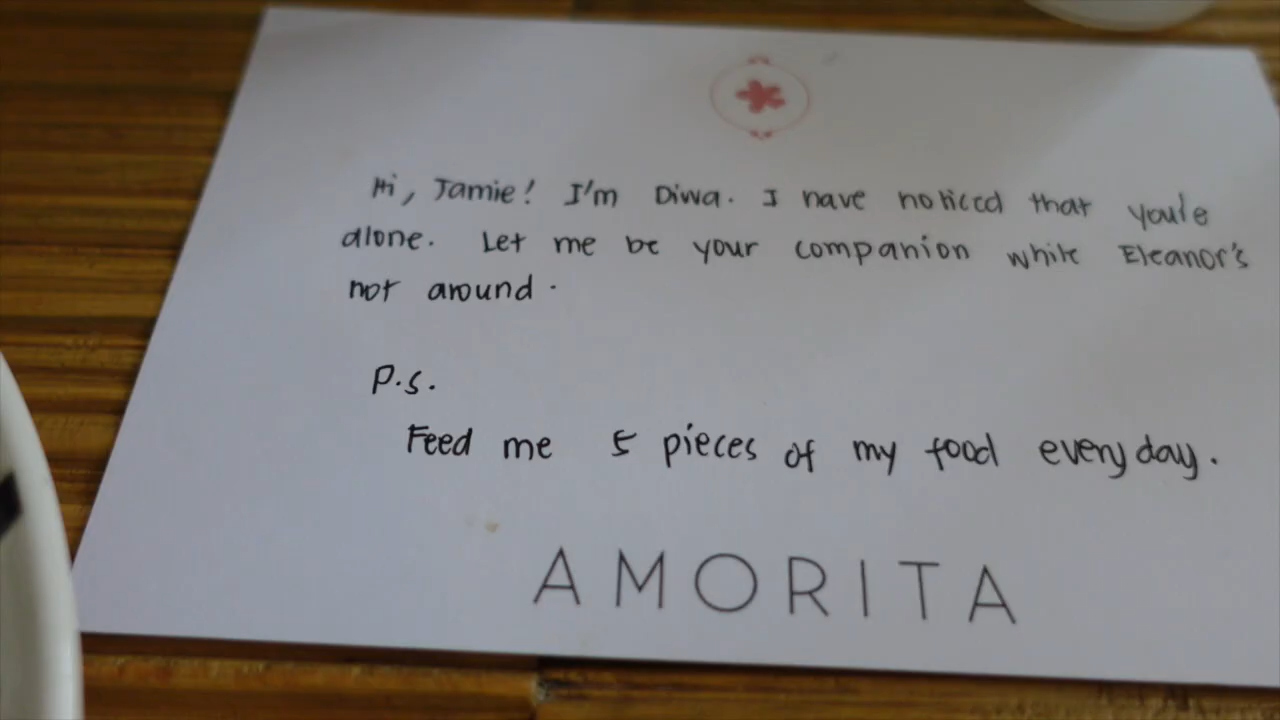 Hi, Jamie! I'm Diwa. I have noticed that you're
alone. Let me be your companion while Eleanor's
not around.
P.S.
Feed me 5 pieces of my food everyday.
AMORITA